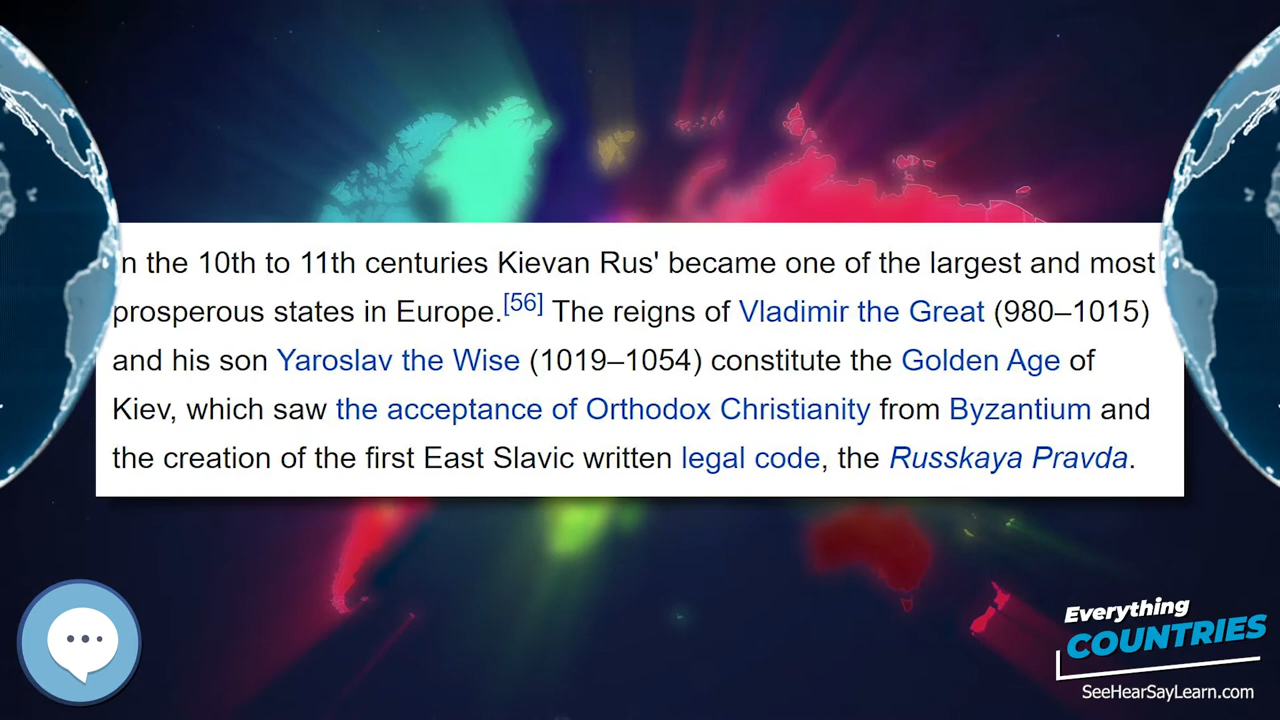 n the 10th to 11th centuries Kievan Rus' became one of the largest and most
prosperous states in Europe.[56] The reigns of Vladimir the Great (980–1015)
and his son Yaroslav the Wise (1019–1054) constitute the Golden Age of
Kiev, which saw the acceptance of Orthodox Christianity from Byzantium and
the creation of the first East Slavic written legal code, the Russkaya Pravda.
Everything
COUNTRIES
SeeHearSayLearn.com